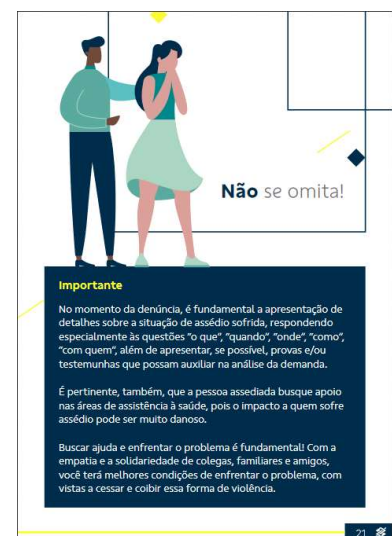 Não se omita!
Importante
No momento da denúncia, é fundamental a apresentação de
detalhes sobre a situação de assédio sofrida, respondendo
especialmente às questões “o que”, “quando”, “onde”, “como”,
“com quem”, além de apresentar, se possível, provas e/ou
testemunhas que possam auxiliar na análise da demanda.
É pertinente, também, que a pessoa assediada busque apoio
nas áreas de assistência à saúde, pois o impacto a quem sofre
assédio pode ser muito danoso.
Buscar ajuda e enfrentar o problema é fundamental! Com a
empatia e a solidariedade de colegas, familiares e amigos,
você terá melhores condições de enfrentar o problema, com
vistas a cessar e coibir essa forma de violência.
21